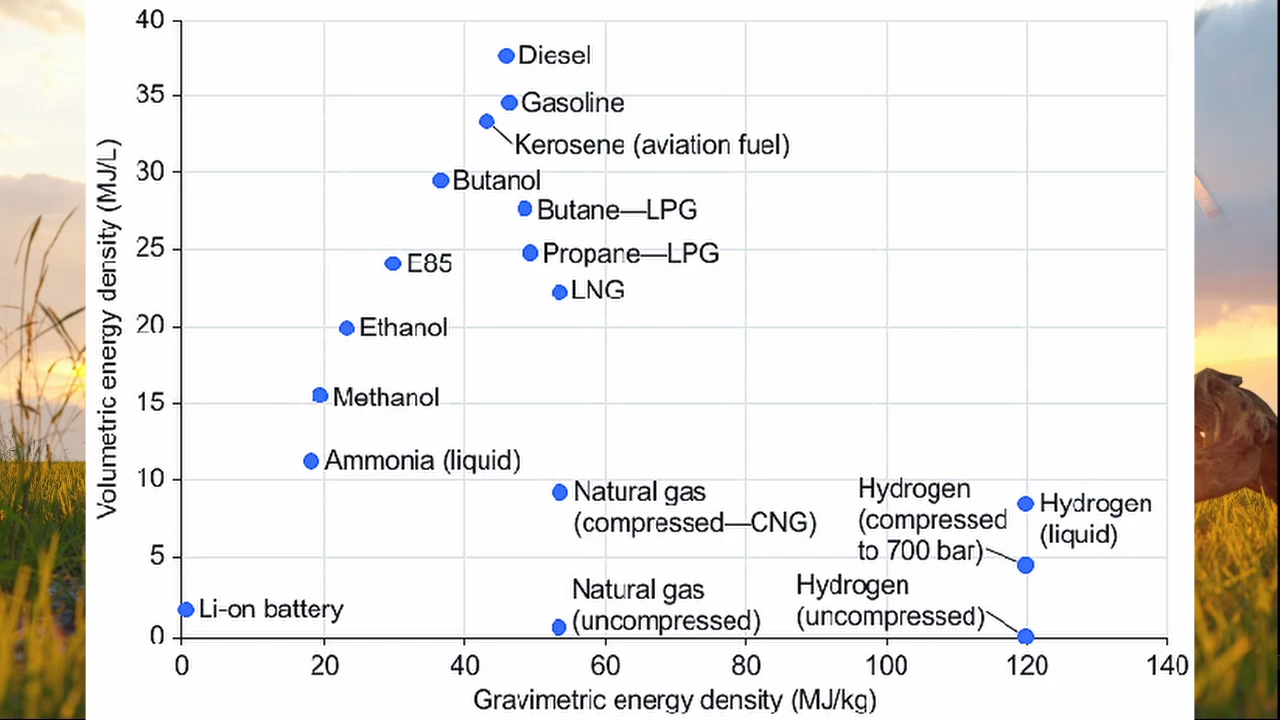 40
Diesel
35
Gasoline
Kerosene (aviation fuel)
30
Butanol
Butane—LPG
25
Propane—LPG
E85
LNG
20
Ethanol
15
Methanol
Ammonia (liquid)
10
Natural gas
(compressed—CNG)
Hydrogen
(compressed
to 700 bar)
Hydrogen
(liquid)
5
Natural gas
(uncompressed)
Hydrogen
(uncompressed)
Li-on battery
0
0 20 40 60 80 100 120 140
Gravimetric energy density (MJ/kg)
Volumetric energy density (MJ/L)